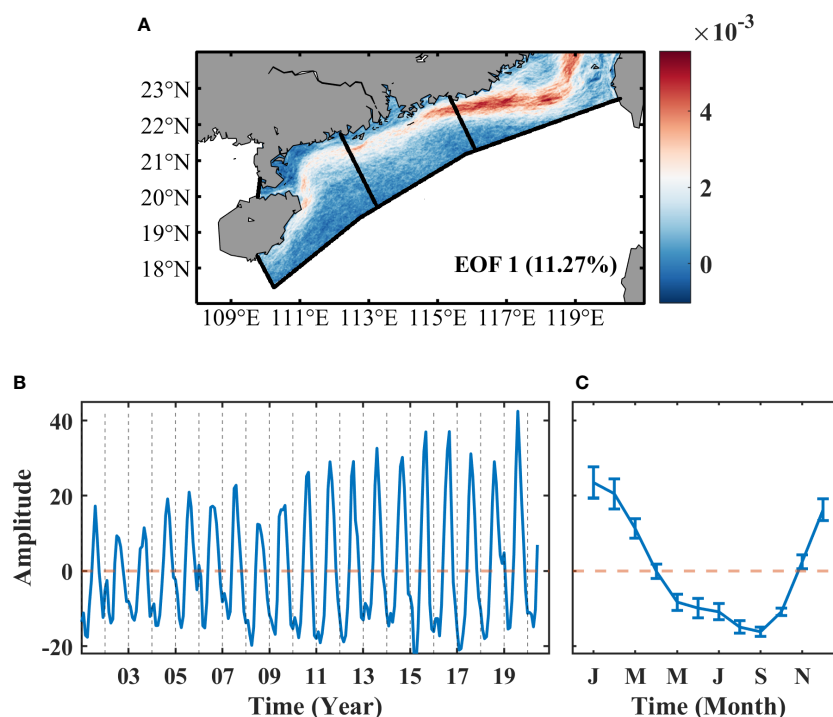 A
×10⁻³
23°N
22°N
21°N
20°N
19°N
18°N
109°E 111°E 113°E 115°E 117°E 119°E
EOF 1 (11.27%)
4
2
0
B
Amplitude
40
20
0
-20
03 05 07 09 11 13 15 17 19
Time (Year)
C
J M M J S N
Time (Month)